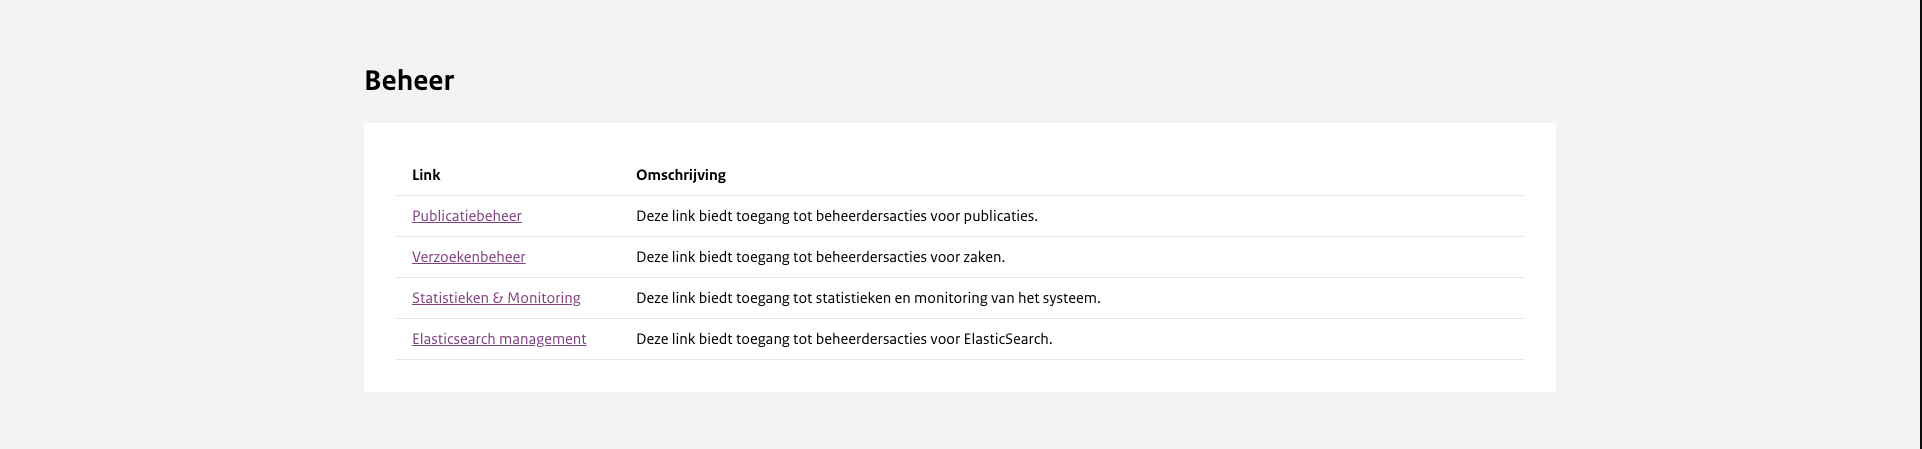 Beheer
Link Omschrijving
Publicatiebeheer Deze link biedt toegang tot beheerdersacties voor publicaties.
Verzoekenbeheer Deze link biedt toegang tot beheerdersacties voor zaken.
Statistieken & Monitoring Deze link biedt toegang tot statistieken en monitoring van het systeem.
Elasticsearch management Deze link biedt toegang tot beheerdersacties voor ElasticSearch.